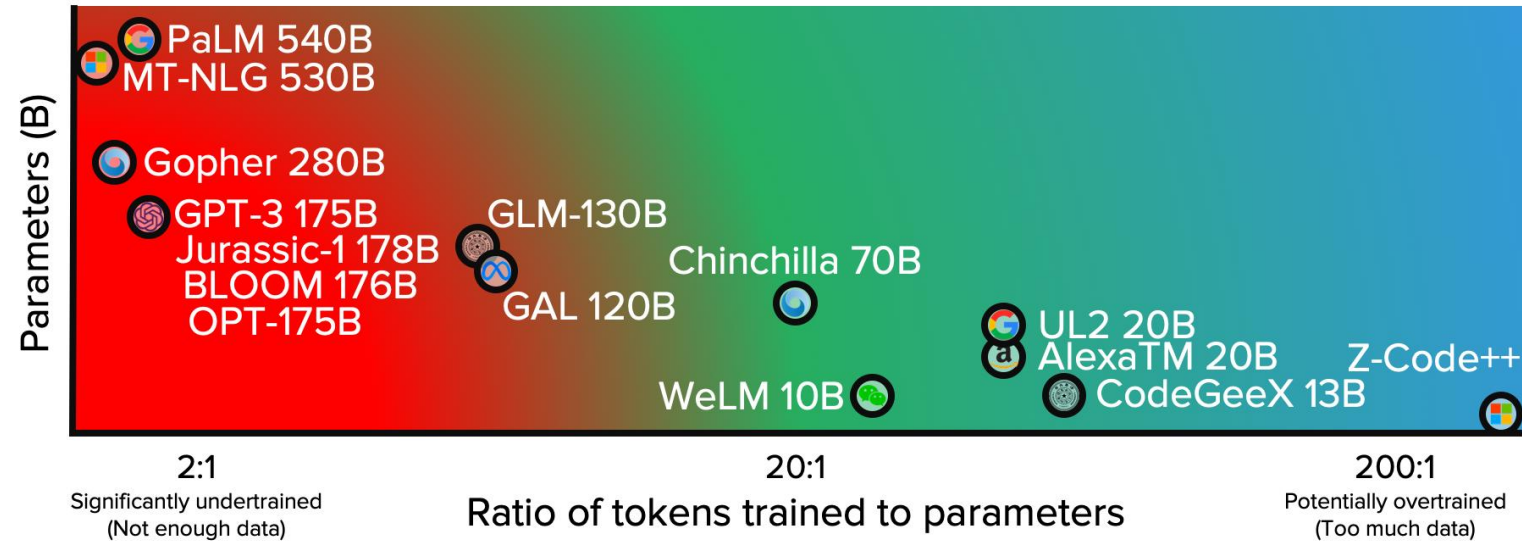 PaLM 540B
MT-NLG 530B
Gopher 280B
GPT-3 175B
Jurassic-1 178B
BLOOM 176B
OPT-175B
GLM-130B
GAL 120B
Chinchilla 70B
WeLM 10B
UL2 20B
a
AlexaTM 20B
CodeGeeX 13B
Z-Code++
Parameters (B)
2:1
Significantly undertrained
(Not enough data)
20:1
Ratio of tokens trained to parameters
200:1
Potentially overtrained
(Too much data)